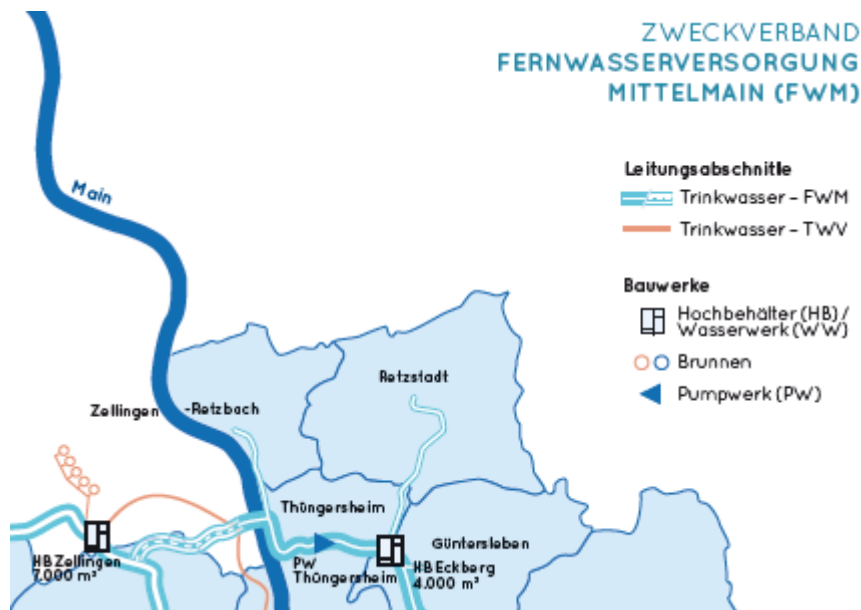 ZWECKVERBAND
FERNWASSERVERSORGUNG
MITTELMAIN (FWM)
Leitungsabschnitte
Trinkwasser - FWM
Trinkwasser - TWV
Bauwerke
Hochbehälter (HB) /
Wasserwerk (WW)
Brunnen
Pumpwerk (PW)
Main
Retzstadt
Zellingen -Retzbach
Thüngersheim
Güntersleben
HB Zellingen
7.000 m³
PW
Thüngersheim
HB Eckberg
4.000 m³